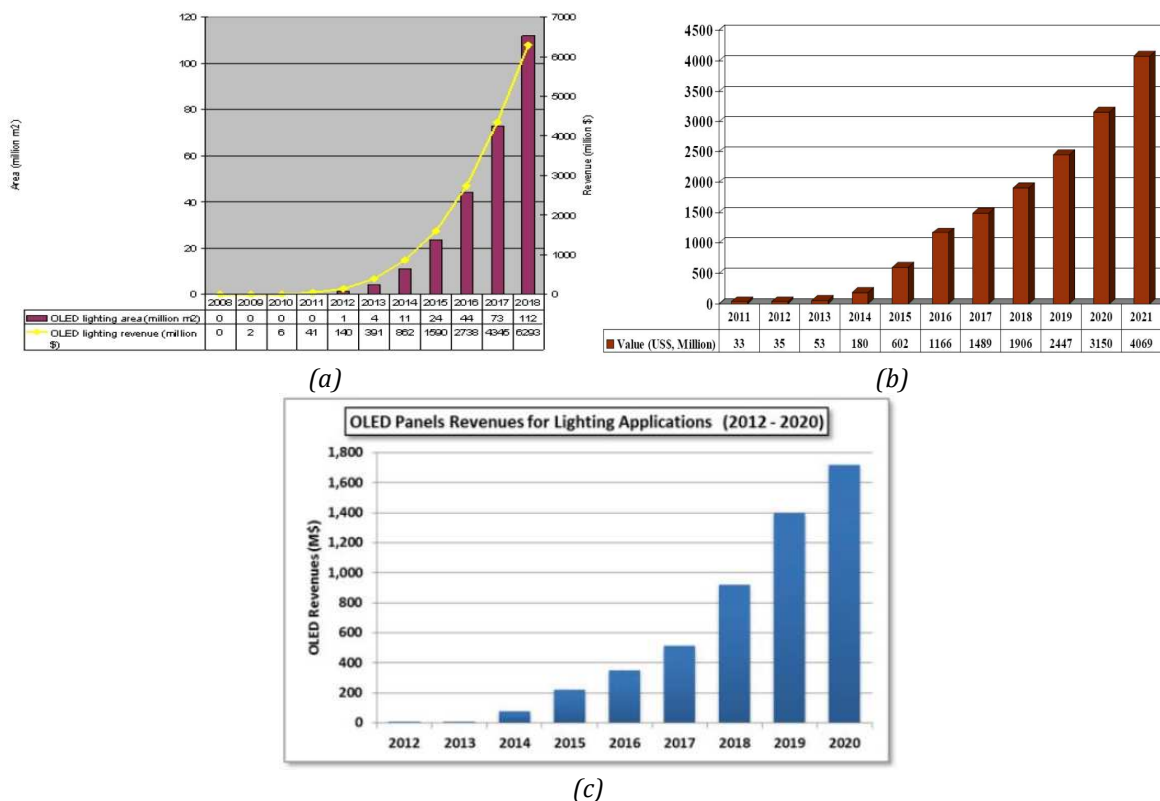 120
100
80
60
40
20
0
Area (million m2)
7000
6000
5000
4000
3000
2000
1000
0
Revenue (million $)
2008 2009 2010 2011 2012 2013 2014 2015 2016 2017 2018
OLED lighting area (million m2) 0 0 0 0 1 4 11 24 44 73 112
OLED lighting revenue (million $) 0 2 6 41 140 391 862 1590 2738 4345 6293
(a)
4500
4000
3500
3000
2500
2000
1500
1000
500
0
2011 2012 2013 2014 2015 2016 2017 2018 2019 2020 2021
Value (US$, Million) 33 35 53 180 602 1166 1489 1906 2447 3150 4069
(b)
OLED Panels Revenues for Lighting Applications (2012 - 2020)
OLED Revenues (M$)
1,800
1,600
1,400
1,200
1,000
800
600
400
200
0
2012 2013 2014 2015 2016 2017 2018 2019 2020
(c)